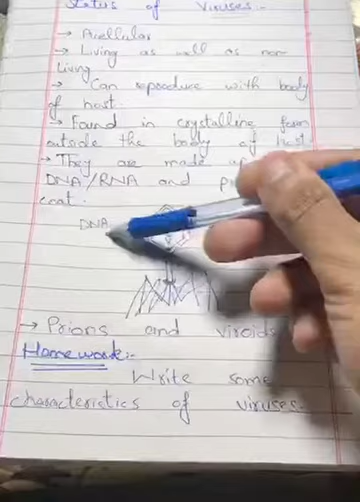 Status of Viruses :-
→ Acellular
→ Living as well as non
living
→ Can reproduce with body
of host.
→ Found in crystalline form
outside the body of host
→ They are made up
DNA/RNA and
coat.
DNA
→ Prions and viroids
Homework:-
Write some
characteristics of viruses.